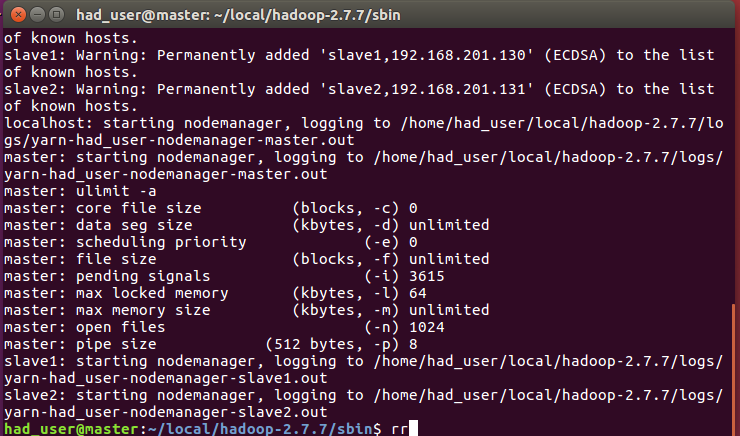 had_user@master: ~/local/hadoop-2.7.7/sbin
of known hosts.
slave1: Warning: Permanently added 'slave1,192.168.201.130' (ECDSA) to the list
of known hosts.
slave2: Warning: Permanently added 'slave2,192.168.201.131' (ECDSA) to the list
of known hosts.
localhost: starting nodemanager, logging to /home/had_user/local/hadoop-2.7.7/lo
gs/yarn-had_user-nodemanager-master.out
master: starting nodemanager, logging to /home/had_user/local/hadoop-2.7.7/logs/
yarn-had_user-nodemanager-master.out
master: ulimit -a
master: core file size          (blocks, -c) 0
master: data seg size           (kbytes, -d) unlimited
master: scheduling priority             (-e) 0
master: file size               (blocks, -f) unlimited
master: pending signals                 (-i) 3615
master: max locked memory       (kbytes, -l) 64
master: max memory size         (kbytes, -m) unlimited
master: open files                      (-n) 1024
master: pipe size            (512 bytes, -p) 8
slave1: starting nodemanager, logging to /home/had_user/local/hadoop-2.7.7/logs/
yarn-had_user-nodemanager-slave1.out
slave2: starting nodemanager, logging to /home/had_user/local/hadoop-2.7.7/logs/
yarn-had_user-nodemanager-slave2.out
had_user@master:~/local/hadoop-2.7.7/sbin$ rr